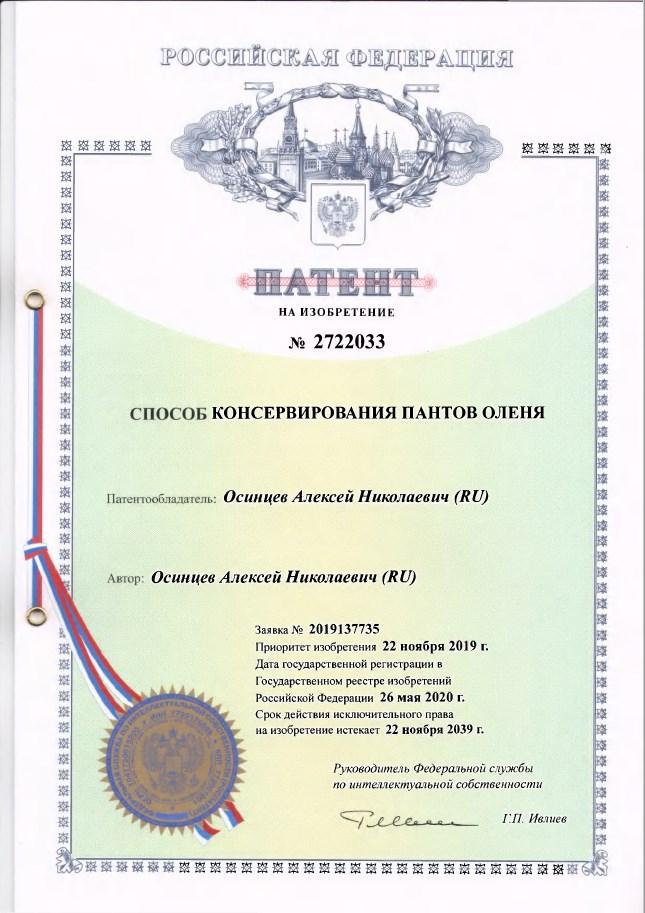 РОССИЙСКАЯ ФЕДЕРАЦИЯ
ПАТЕНТ
НА ИЗОБРЕТЕНИЕ
№ 2722033
СПОСОБ КОНСЕРВИРОВАНИЯ ПАНТОВ ОЛЕНЯ
Патентообладатель: Осинцев Алексей Николаевич (RU)
Автор: Осинцев Алексей Николаевич (RU)
Заявка № 2019137735
Приоритет изобретения 22 ноября 2019 г.
Дата государственной регистрации в
Государственном реестре изобретений
Российской Федерации 26 мая 2020 г.
Срок действия исключительного права
на изобретение истекает 22 ноября 2039 г.
Руководитель Федеральной службы
по интеллектуальной собственности
Г.П. Ивлиев